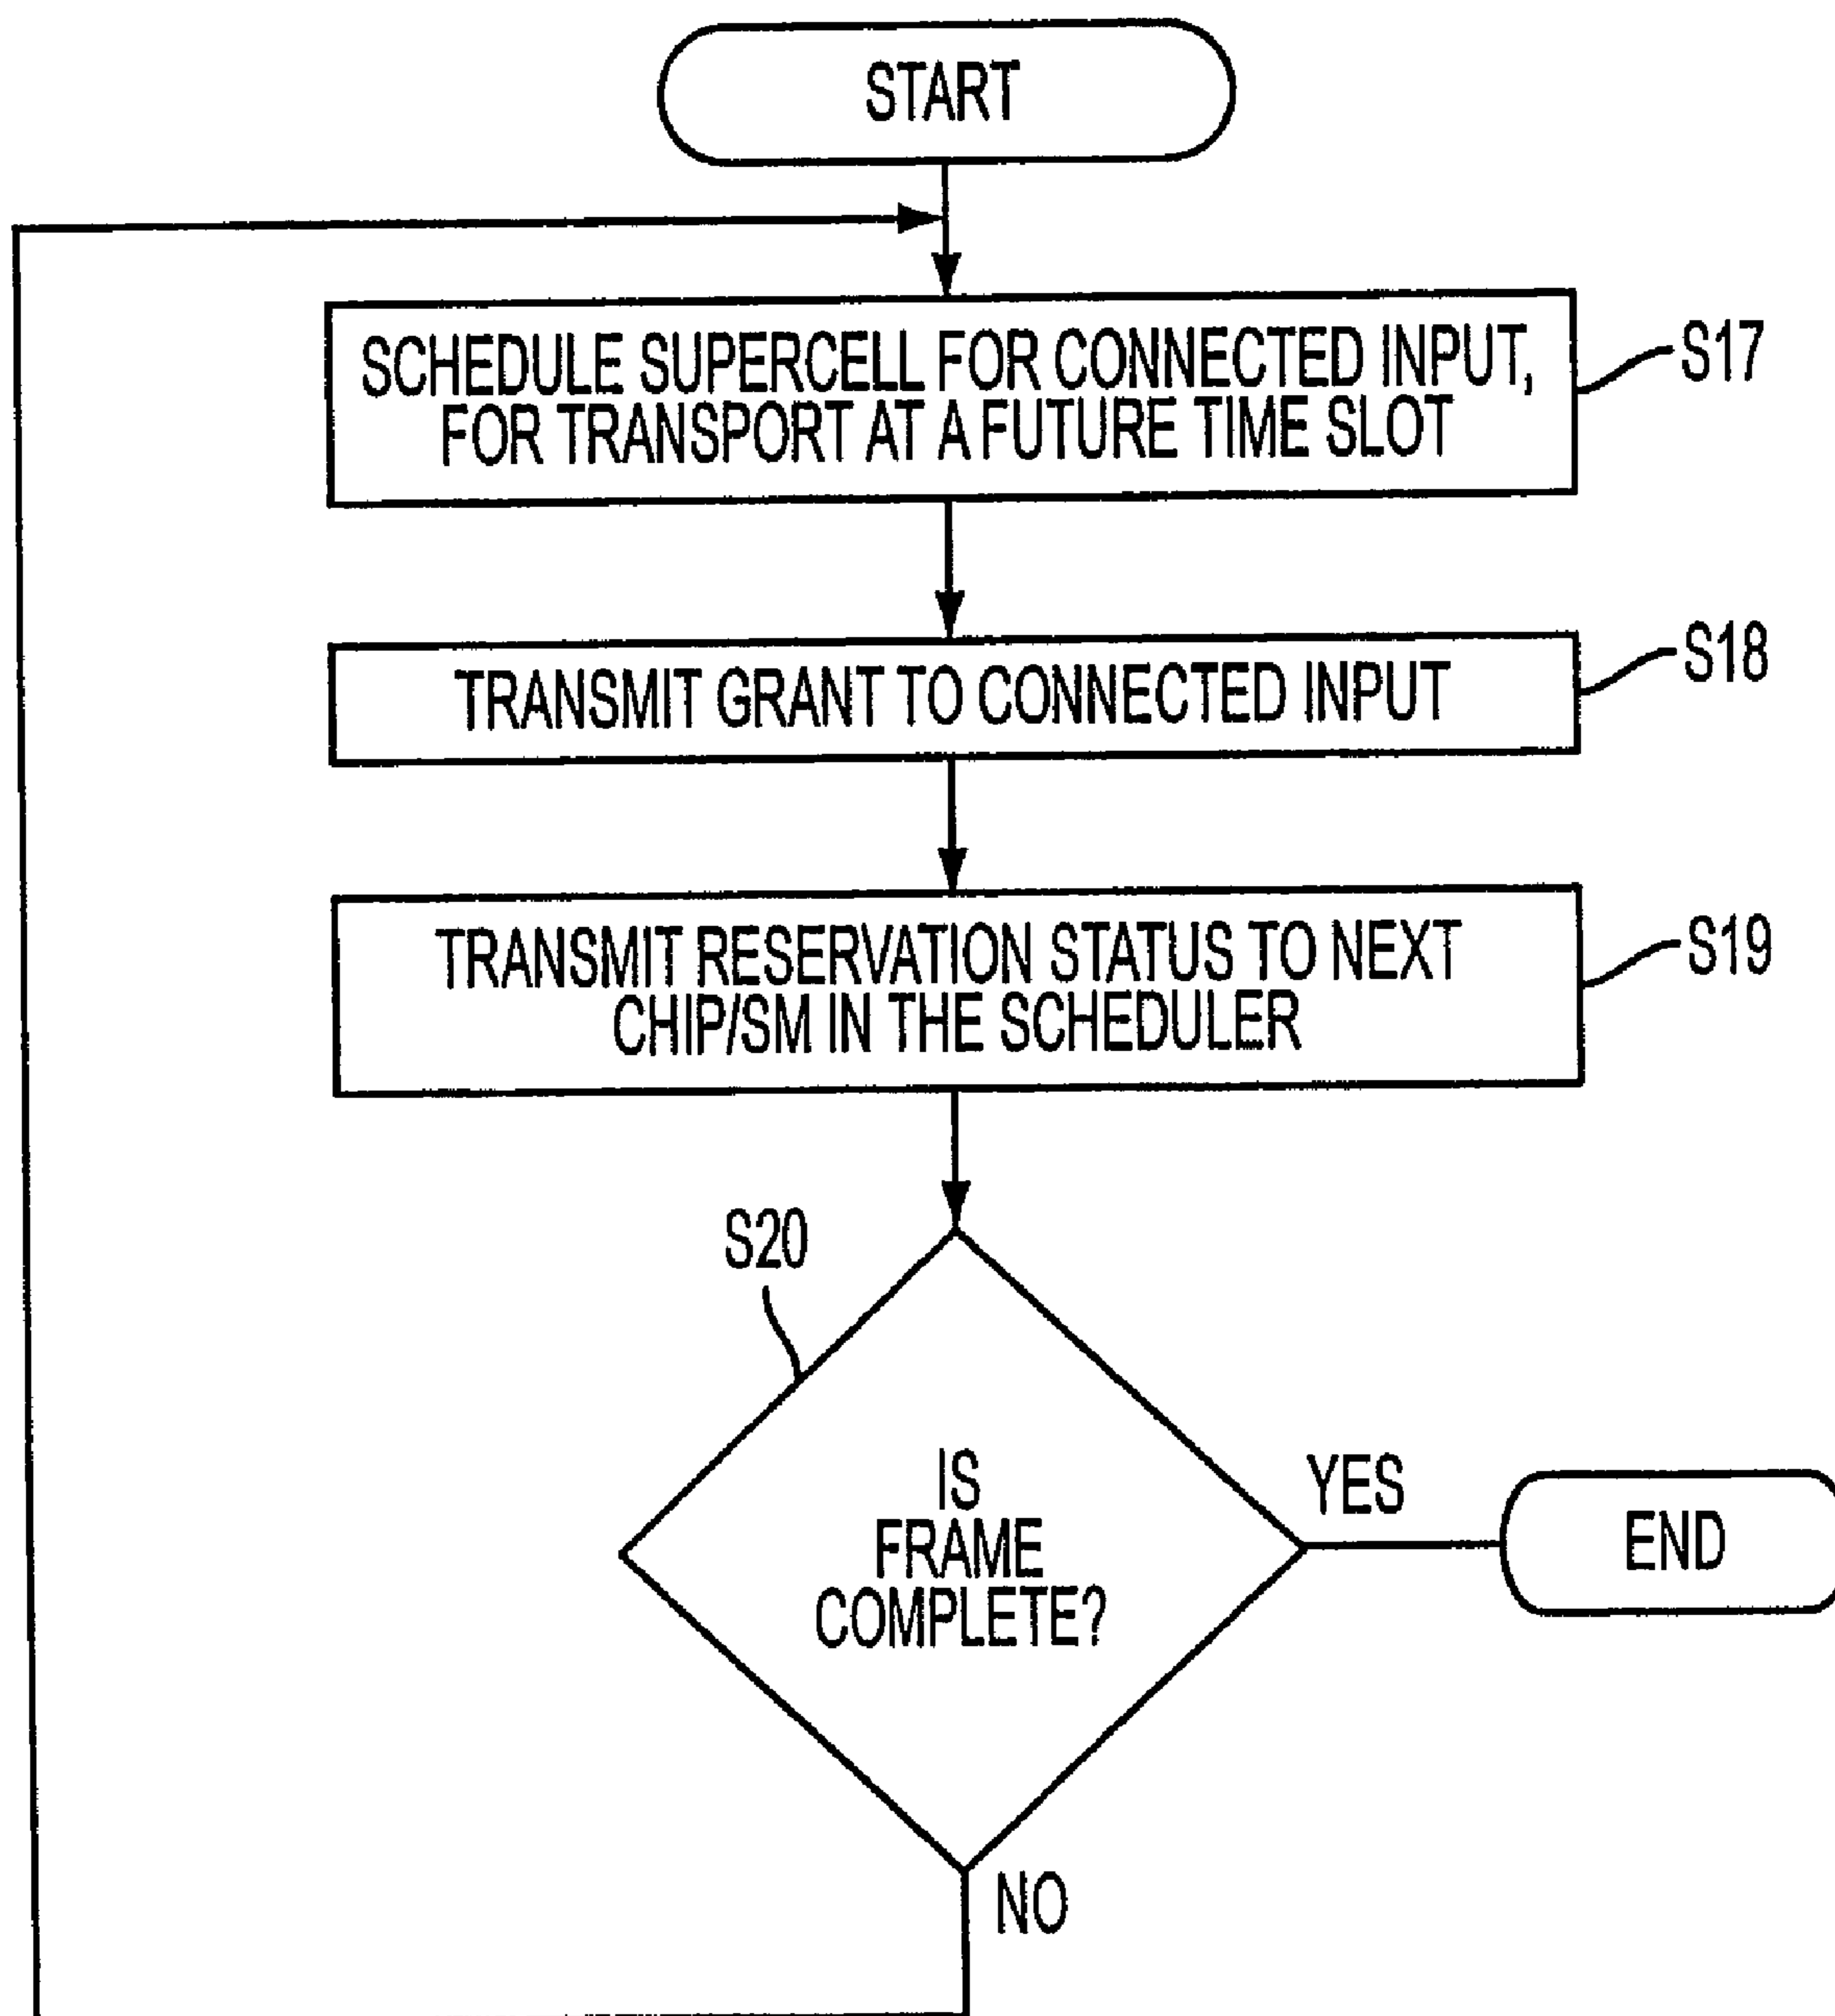 START
SCHEDULE SUPERCELL FOR CONNECTED INPUT,
FOR TRANSPORT AT A FUTURE TIME SLOT
S17
TRANSMIT GRANT TO CONNECTED INPUT
S18
TRANSMIT RESERVATION STATUS TO NEXT
CHIP/SM IN THE SCHEDULER
S19
S20
IS
FRAME
COMPLETE?
YES
END
NO